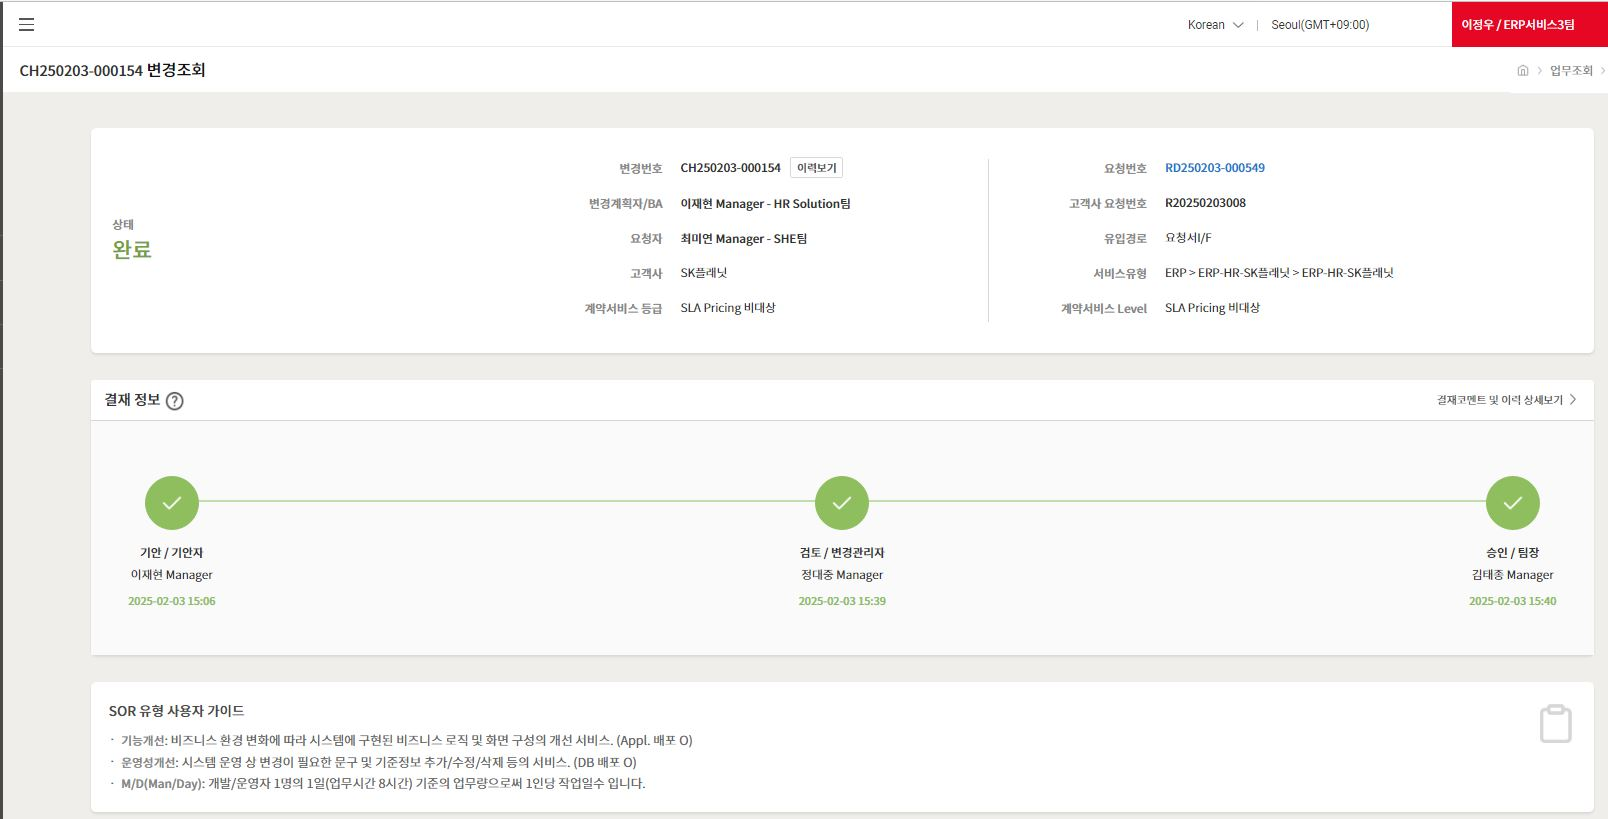 Korean | Seoul(GMT+09:00) 이정우 / ERP서비스3팀
CH250203-000154 변경조회
> 업무조회 >
상태
완료
변경번호 CH250203-000154 이력보기
변경계획자/BA 이재현 Manager - HR Solution팀
요청자 최미연 Manager - SHE팀
고객사 SK플래닛
계약서비스 등급 SLA Pricing 비대상
요청번호 RD250203-000549
고객사 요청번호 R20250203008
유입경로 요청서I/F
서비스유형 ERP > ERP-HR-SK플래닛 > ERP-HR-SK플래닛
계약서비스 Level SLA Pricing 비대상
결재 정보 ?
결재코멘트 및 이력 상세보기 >
기안 / 기안자
이재현 Manager
2025-02-03 15:06
검토 / 변경관리자
정대중 Manager
2025-02-03 15:39
승인 / 팀장
김태종 Manager
2025-02-03 15:40
SOR 유형 사용자 가이드
· 기능개선: 비즈니스 환경 변화에 따라 시스템에 구현된 비즈니스 로직 및 화면 구성의 개선 서비스. (Appl. 배포 O)
· 운영성개선: 시스템 운영 상 변경이 필요한 문구 및 기준정보 추가/수정/삭제 등의 서비스. (DB 배포 O)
· M/D(Man/Day): 개발/운영자 1명의 1일(업무시간 8시간) 기준의 업무량으로써 1인당 작업일수 입니다.